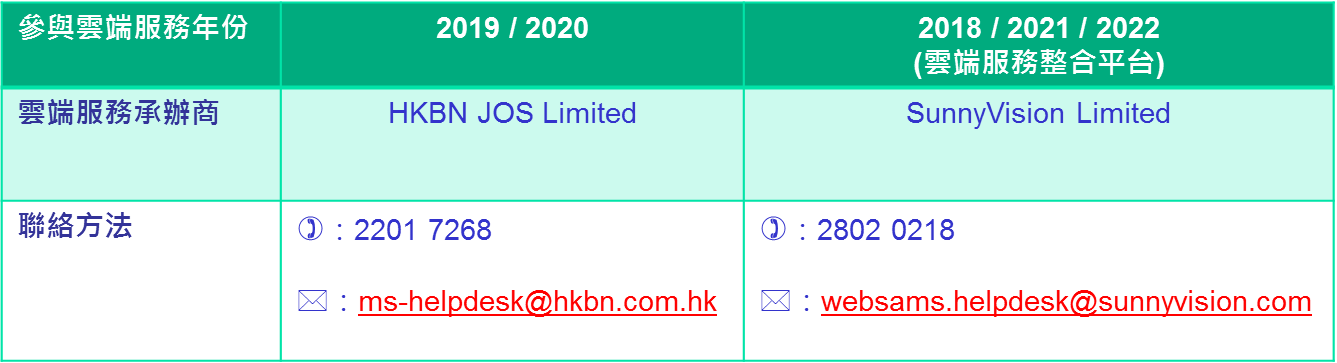 參與雲端服務年份
2019 / 2020
2018 / 2021 / 2022
(雲端服務整合平台)
雲端服務承辦商
HKBN JOS Limited
SunnyVision Limited
聯絡方法
✆ : 2201 7268
✉ : ms-helpdesk@hkbn.com.hk
✆ : 2802 0218
✉ : websams.helpdesk@sunnyvision.com